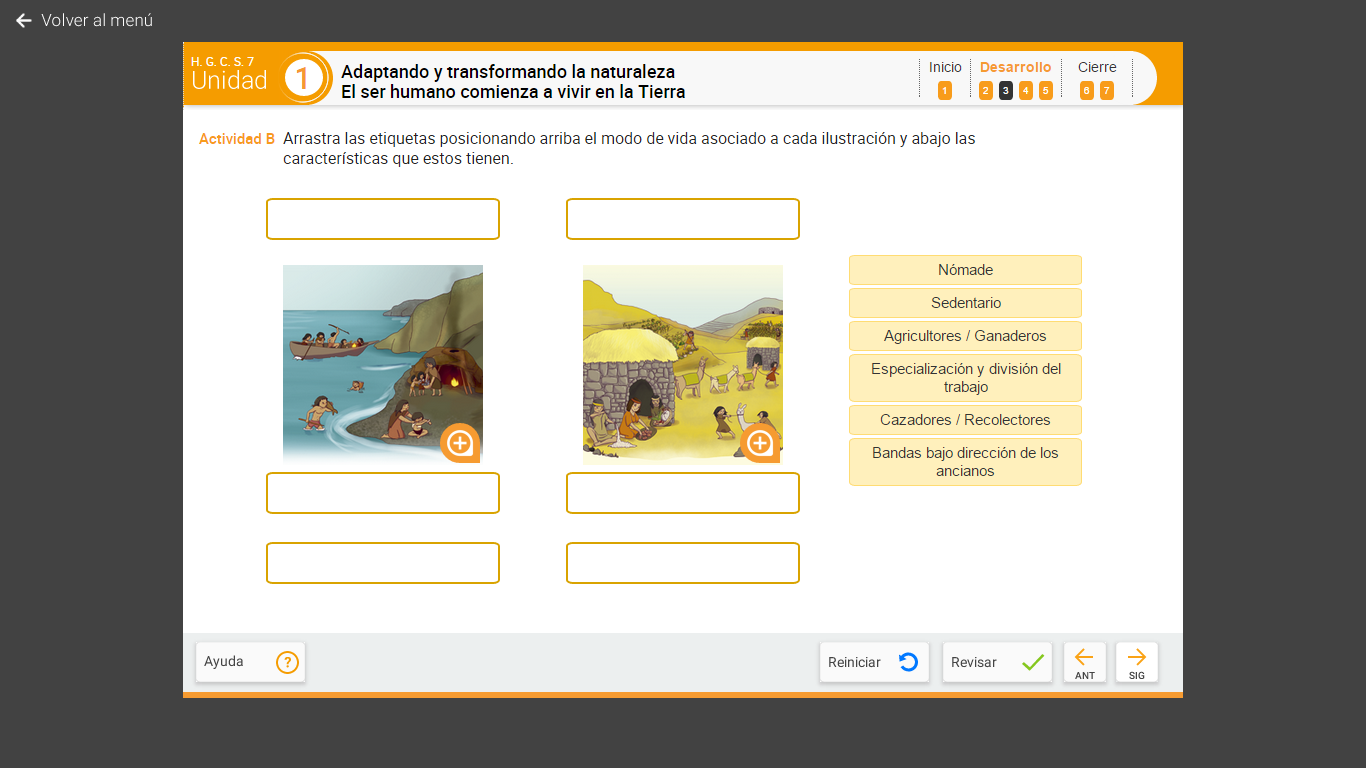 Volver al menú
H. G. C. S. 7
Unidad
1
Adaptando y transformando la naturaleza
El ser humano comienza a vivir en la Tierra
Inicio
1
Desarrollo
2 3 4 5
Cierre
6 7
Actividad B Arrastra las etiquetas posicionando arriba el modo de vida asociado a cada ilustración y abajo las
características que estos tienen.
Nómade
Sedentario
Agricultores / Ganaderos
Especialización y división del
trabajo
Cazadores / Recolectores
Bandas bajo dirección de los
ancianos
Ayuda ?
Reiniciar
Revisar
ANT
SIG